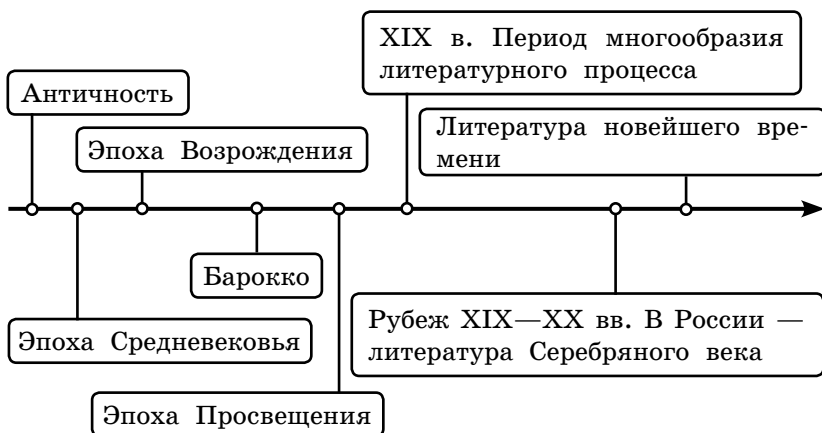 XIX в. Период многообразия
литературного процесса
Античность
Литература новейшего вре-
мени
Эпоха Возрождения
Барокко
Рубеж XIX—XX вв. В России —
литература Серебряного века
Эпоха Средневековья
Эпоха Просвещения